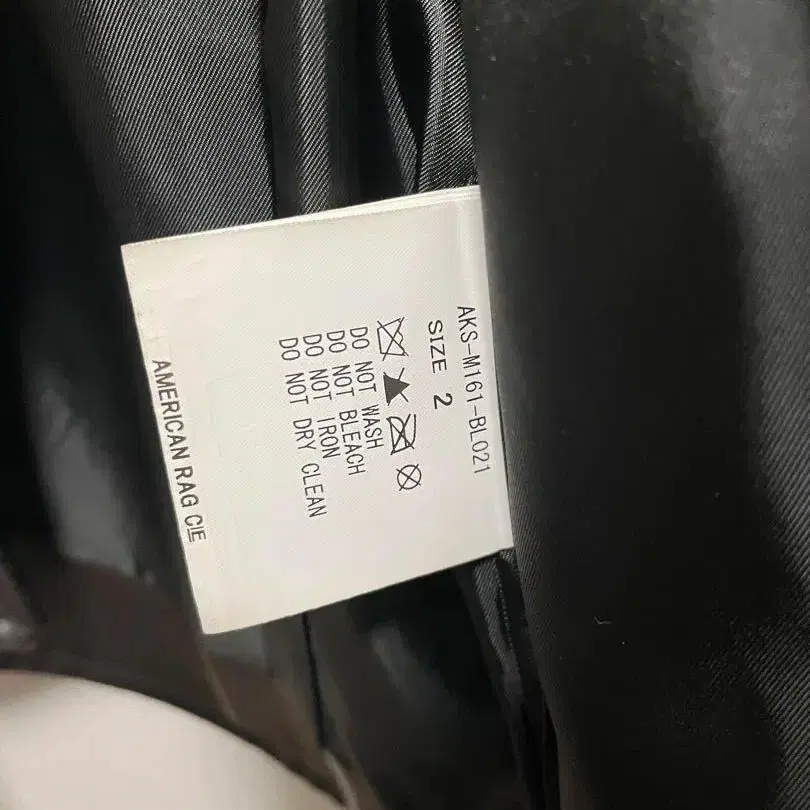 AKS-M161-BL021
SIZE 2
DO NOT WASH
DO NOT BLEACH
DO NOT IRON
DO NOT DRY CLEAN
AMERICAN RAG CIE